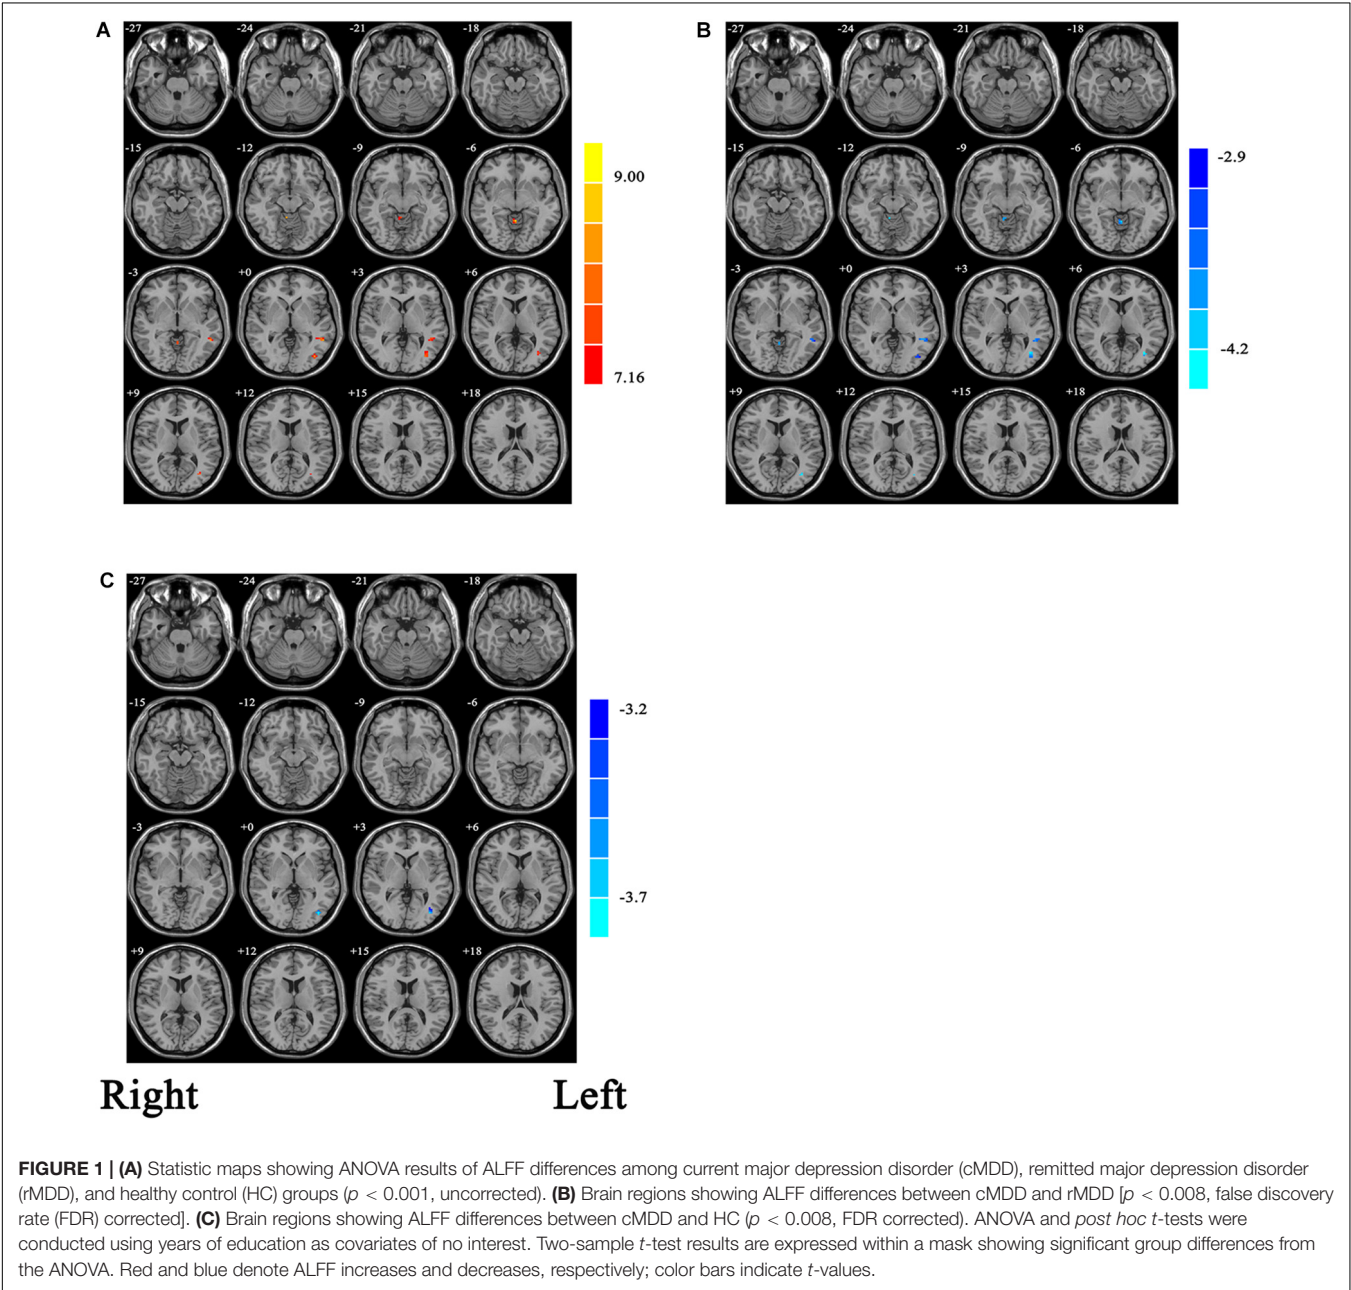 A
-27 -24 -21 -18
-15 -12 -9 -6
-3 +0 +3 +6
+9 +12 +15 +18
9.00
7.16
B
-27 -24 -21 -18
-15 -12 -9 -6
-3 +0 +3 +6
+9 +12 +15 +18
-2.9
-4.2
C
-27 -24 -21 -18
-15 -12 -9 -6
-3 +0 +3 +6
+9 +12 +15 +18
-3.2
-3.7
Right Left
FIGURE 1 | (A) Statistic maps showing ANOVA results of ALFF differences among current major depression disorder (cMDD), remitted major depression disorder
(rMDD), and healthy control (HC) groups (p < 0.001, uncorrected). (B) Brain regions showing ALFF differences between cMDD and rMDD [p < 0.008, false discovery
rate (FDR) corrected]. (C) Brain regions showing ALFF differences between cMDD and HC (p < 0.008, FDR corrected). ANOVA and post hoc t-tests were
conducted using years of education as covariates of no interest. Two-sample t-test results are expressed within a mask showing significant group differences from
the ANOVA. Red and blue denote ALFF increases and decreases, respectively; color bars indicate t-values.